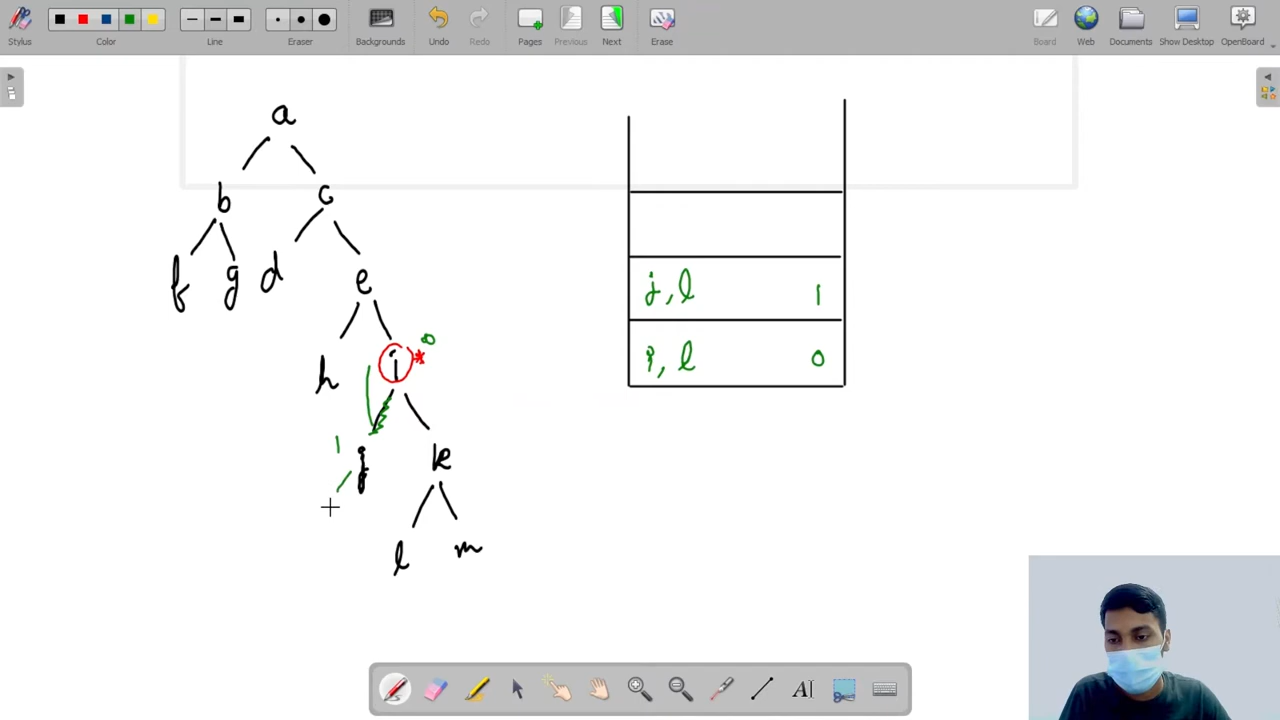 Stylus
Color
Line
Eraser
Backgrounds
Undo
Redo
Pages
Previous
Next
Erase
Board
Web
Documents
Show Desktop
OpenBoard
a
b c
f g d e
h i * 0
1 j k
l m
j, l 1
i, l 0